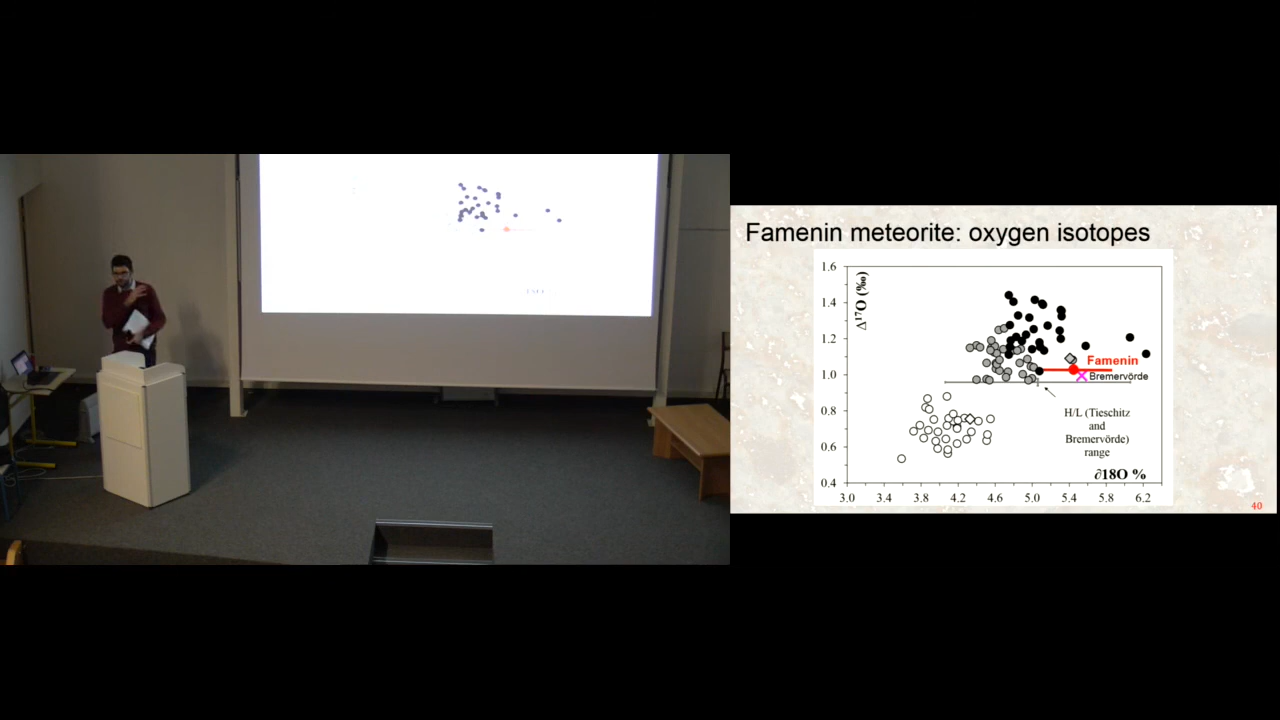 Famenin meteorite: oxygen isotopes
Δ¹⁷O (‰)
1.6
1.4
1.2
1.0
0.8
0.6
0.4
Famenin
Bremervörde
H/L (Tieschitz
and
Bremervörde)
range
∂18O %
3.0 3.4 3.8 4.2 4.6 5.0 5.4 5.8 6.2
40